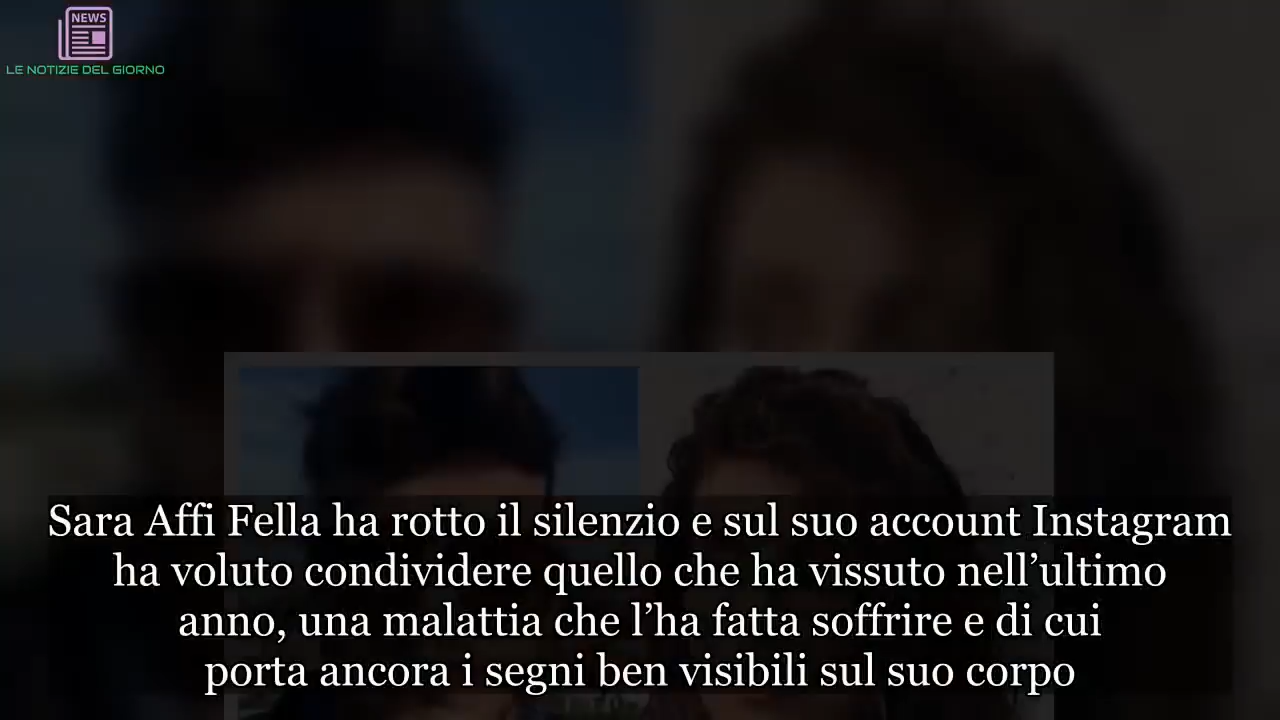 NEWS
LE NOTIZIE DEL GIORNO
Sara Affi Fella ha rotto il silenzio e sul suo account Instagram
ha voluto condividere quello che ha vissuto nell’ultimo
anno, una malattia che l’ha fatta soffrire e di cui
porta ancora i segni ben visibili sul suo corpo